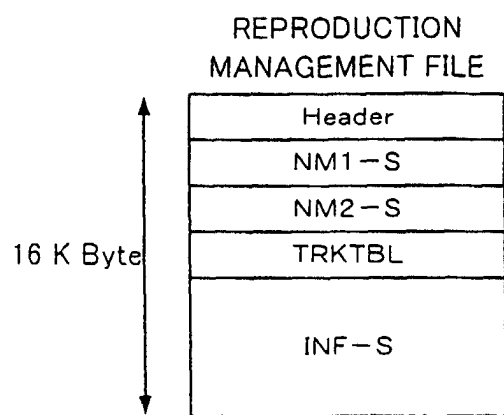 REPRODUCTION
MANAGEMENT FILE
Header
NM1-S
NM2-S
TRKTBL
16 K Byte
INF-S